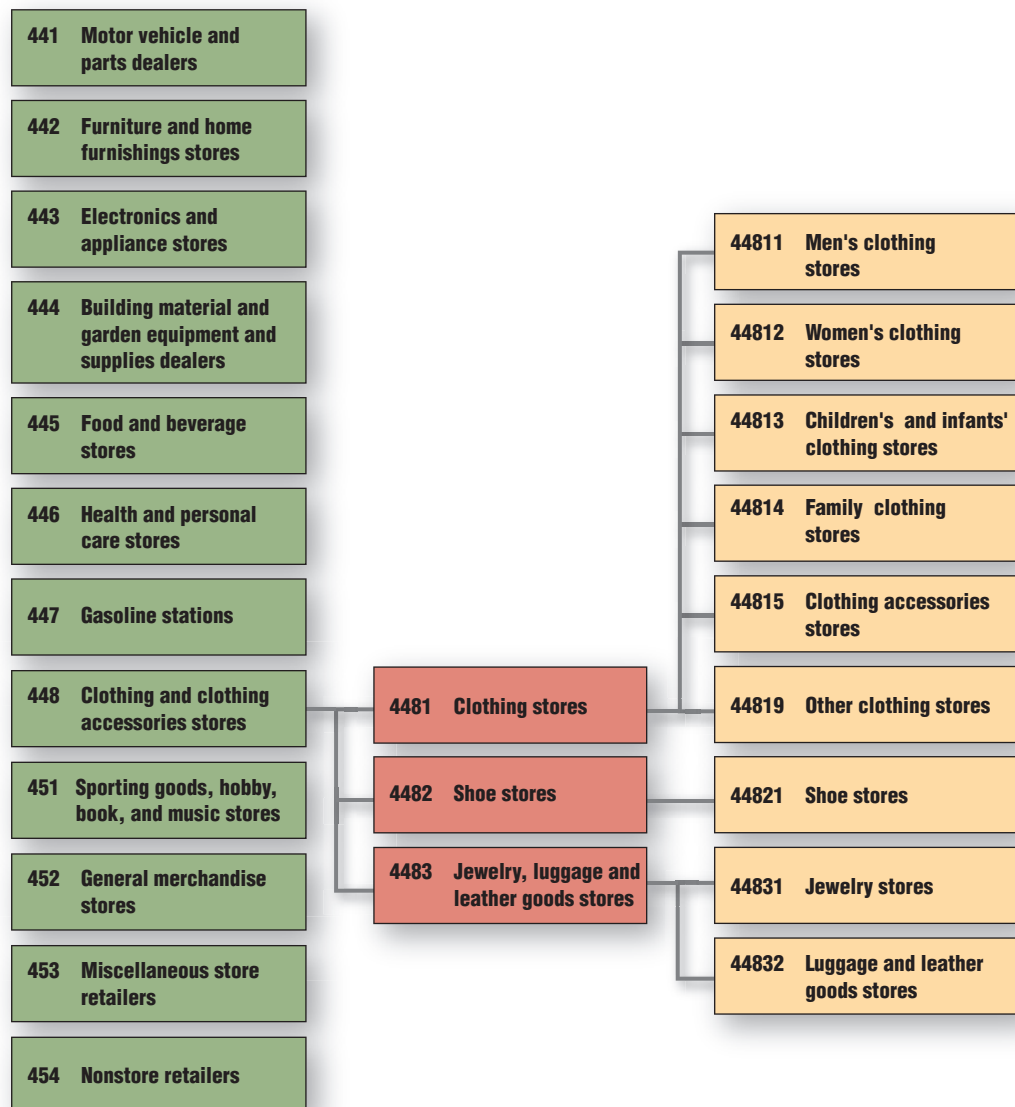 441 Motor vehicle and
parts dealers
442 Furniture and home
furnishings stores
443 Electronics and
appliance stores
444 Building material and
garden equipment and
supplies dealers
445 Food and beverage
stores
446 Health and personal
care stores
447 Gasoline stations
448 Clothing and clothing
accessories stores
451 Sporting goods, hobby,
book, and music stores
452 General merchandise
stores
453 Miscellaneous store
retailers
454 Nonstore retailers
4481 Clothing stores
4482 Shoe stores
4483 Jewelry, luggage and
leather goods stores
44811 Men's clothing
stores
44812 Women's clothing
stores
44813 Children's and infants'
clothing stores
44814 Family clothing
stores
44815 Clothing accessories
stores
44819 Other clothing stores
44821 Shoe stores
44831 Jewelry stores
44832 Luggage and leather
goods stores